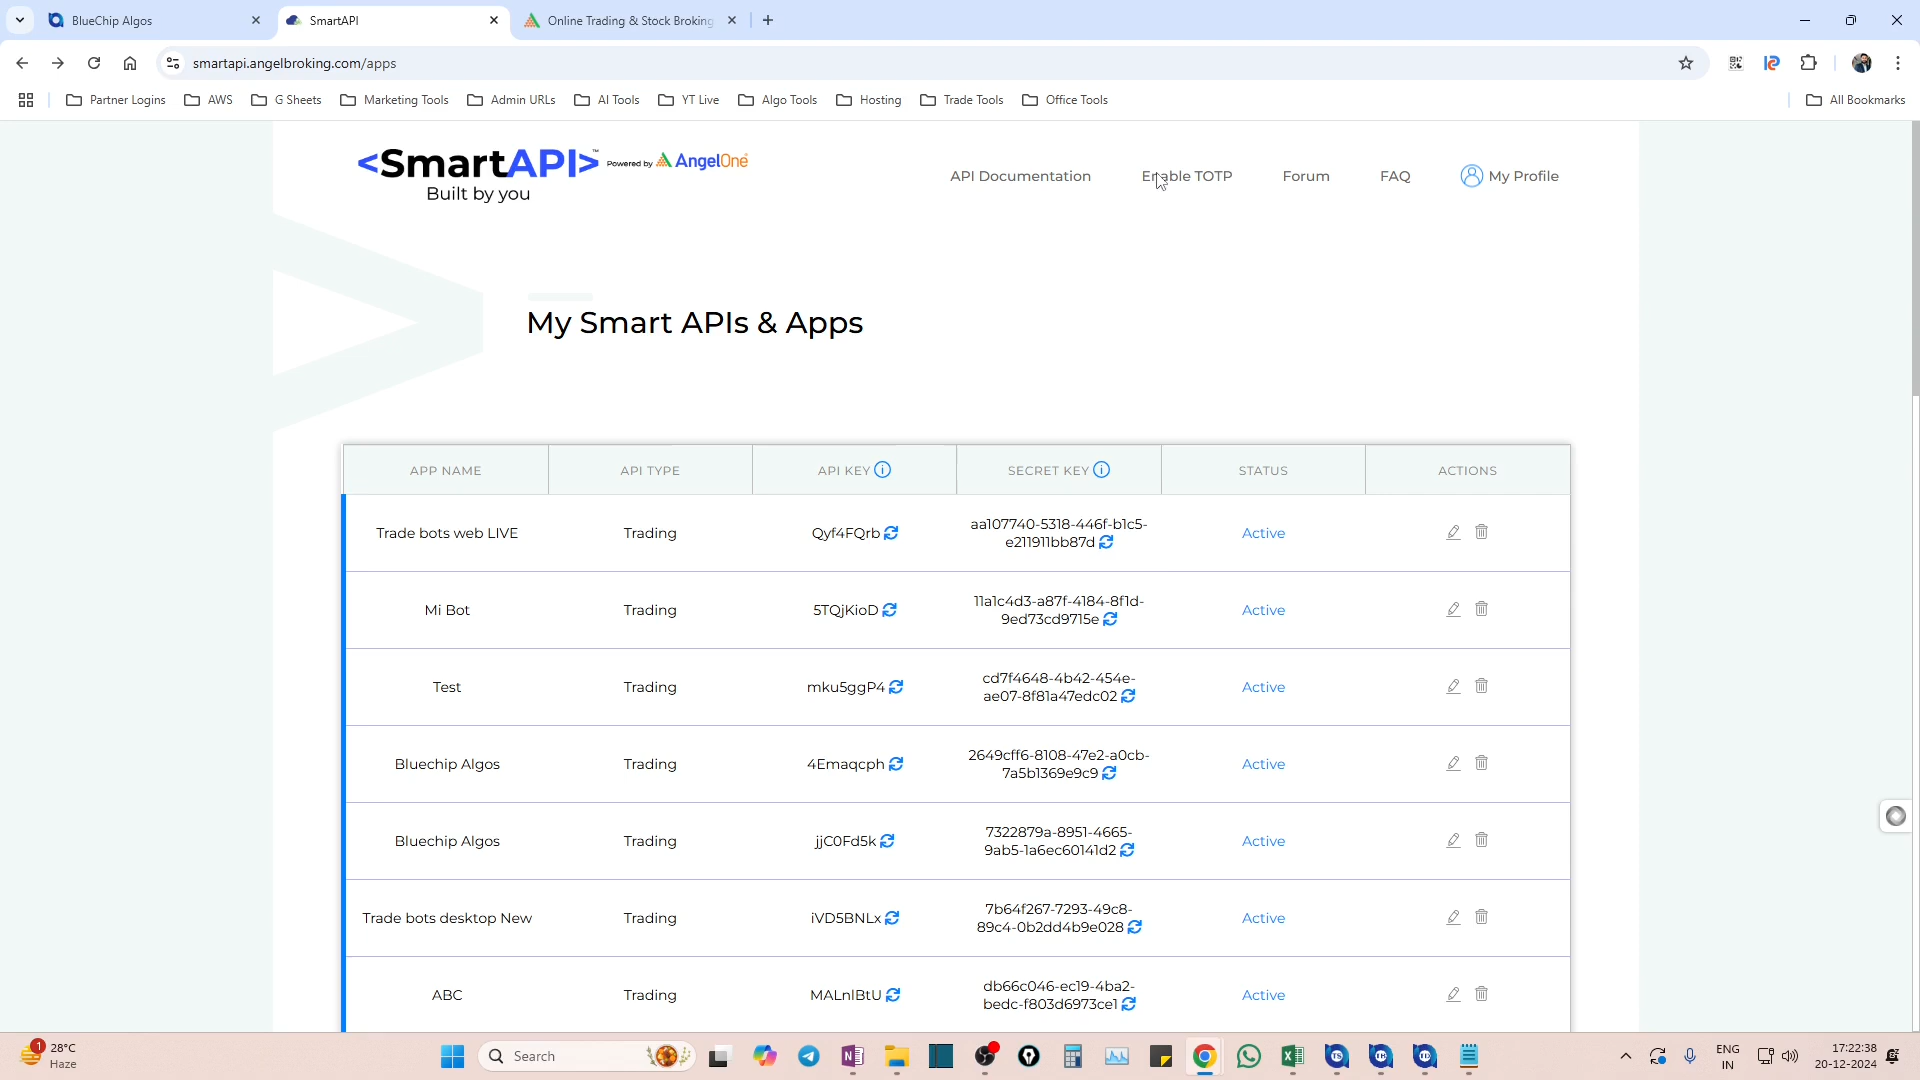 BlueChip Algos
SmartAPI
Online Trading & Stock Broking
smartapi.angelbroking.com/apps
Partner Logins
AWS
G Sheets
Marketing Tools
Admin URLs
AI Tools
YT Live
Algo Tools
Hosting
Trade Tools
Office Tools
All Bookmarks
<SmartAPI>™ Powered by AngelOne
Built by you
API Documentation
Enable TOTP
Forum
FAQ
My Profile
My Smart APIs & Apps
APP NAME API TYPE API KEY SECRET KEY STATUS ACTIONS
Trade bots web LIVE Trading Qyf4FQrb aa107740-5318-446f-b1c5- Active
e211911bb87d
Mi Bot Trading 5TQjKioD 11a1c4d3-a87f-4184-8f1d- Active
9ed73cd9715e
Test Trading mku5ggP4 cd7f4648-4b42-454e- Active
ae07-8f81a47edc02
Bluechip Algos Trading 4Emaqcph 2649cff6-8108-47e2-a0cb- Active
7a5b1369e9c9
Bluechip Algos Trading jjC0Fd5k 7322879a-8951-4665- Active
9ab5-1a6ec60141d2
Trade bots desktop New Trading iVD5BNLx 7b64f267-7293-49c8- Active
89c4-0b2dd4b9e028
ABC Trading MALnlBtU db66c046-ec19-4ba2- Active
bedc-f803d6973ce1
1
28°C
Haze
Search
TS
TH
TD
ENG
IN
17:22:38
20-12-2024